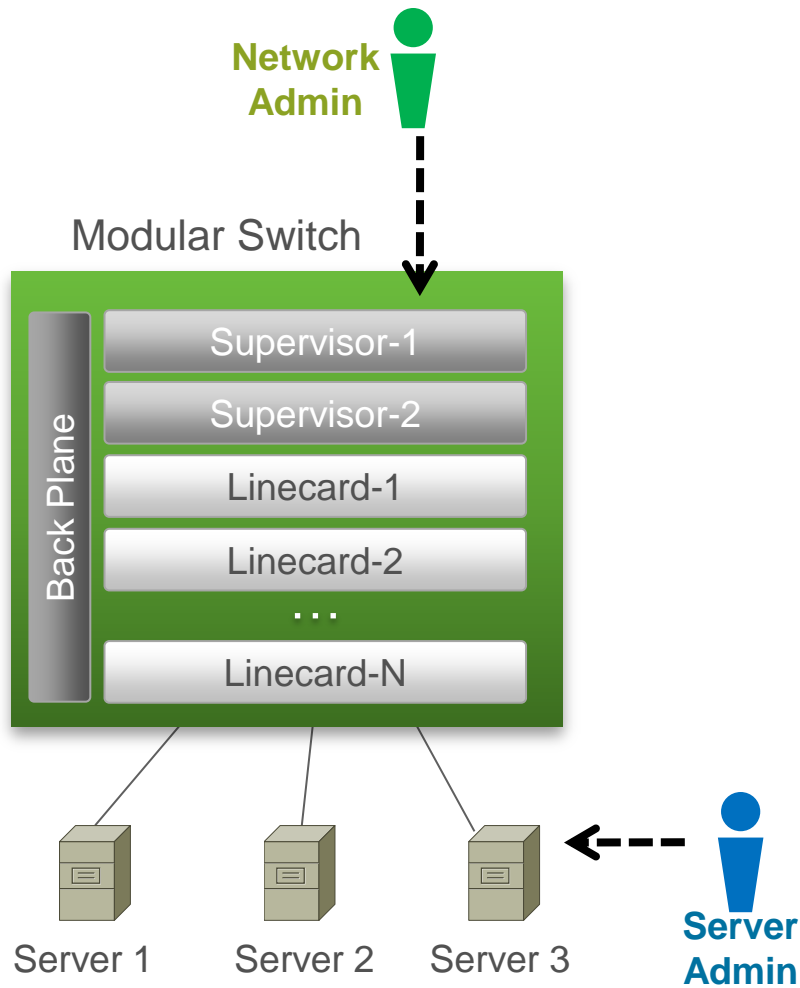 Network
Admin
Modular Switch
Back Plane
Supervisor-1
Supervisor-2
Linecard-1
Linecard-2
...
Linecard-N
Server 1
Server 2
Server 3
Server
Admin